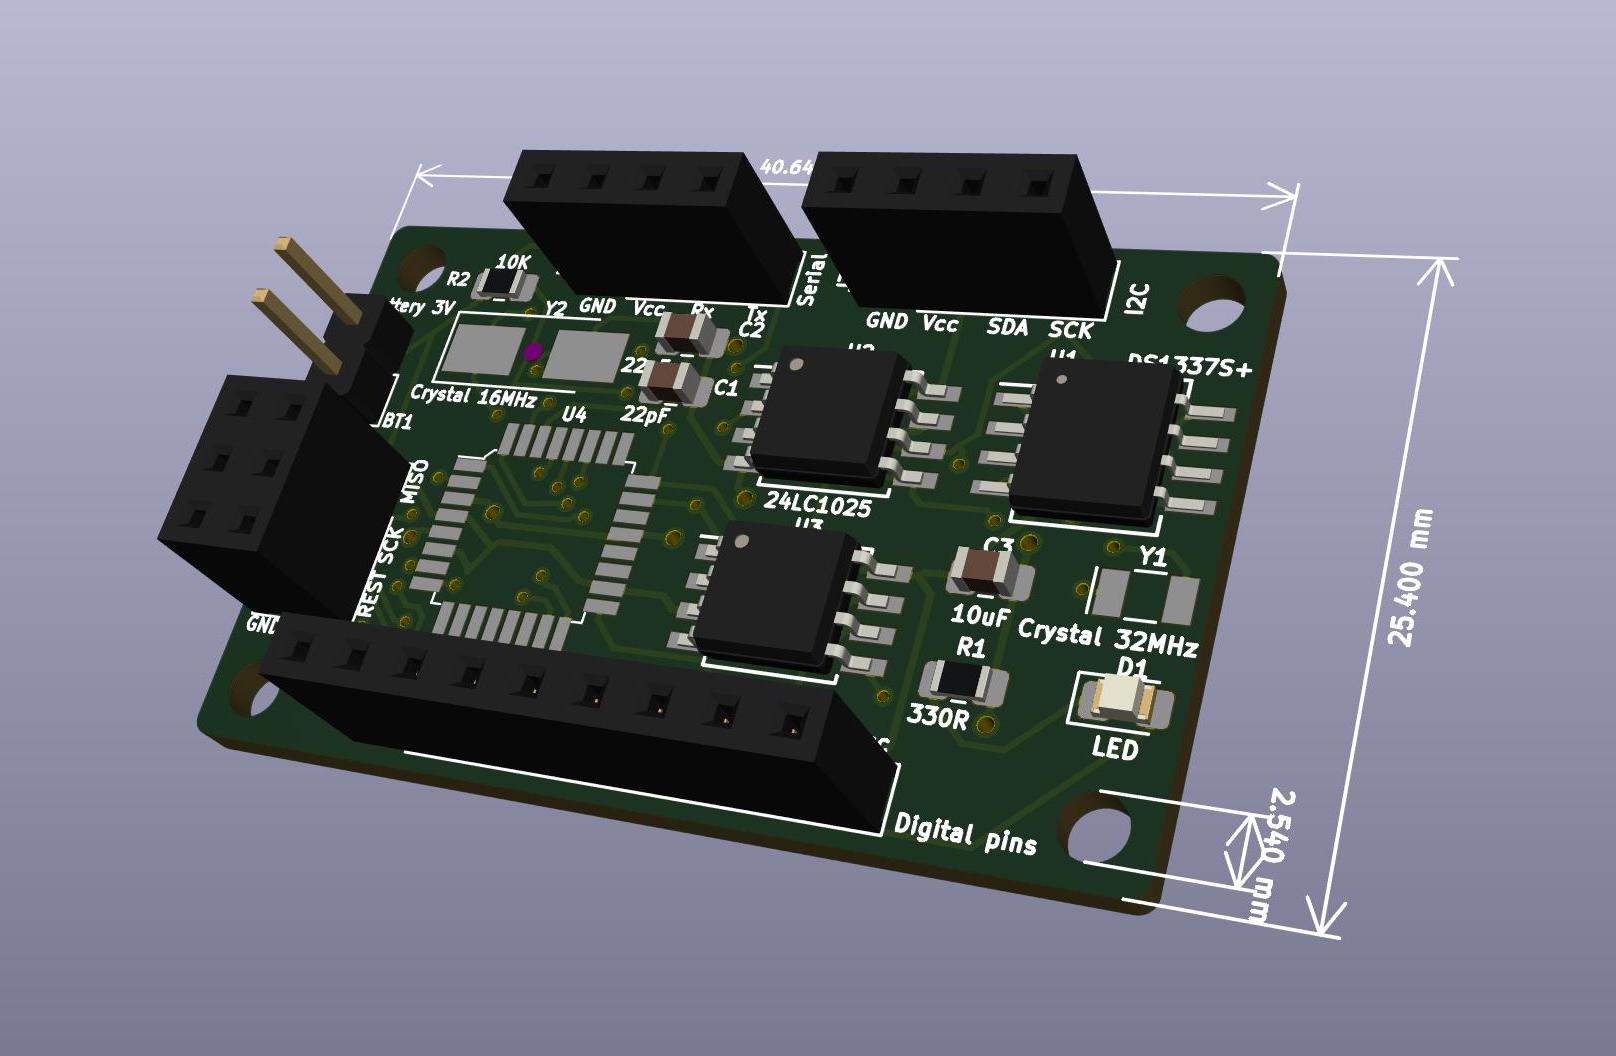 40.64
10K
R2
Serial
I2C
3V
Y2
GND
Vcc
Rx
Tx
GND
Vcc
SDA
SCK
C2
C1
22pF
Crystal 16MHz
U4
BT1
U1
DS1337S+
24LC1025
U3
MISO
SCK
REST
C3
10uF
Y1
Crystal 32MHz
R1
330R
D1
LED
Digital pins
25.400 mm
2.540 mm